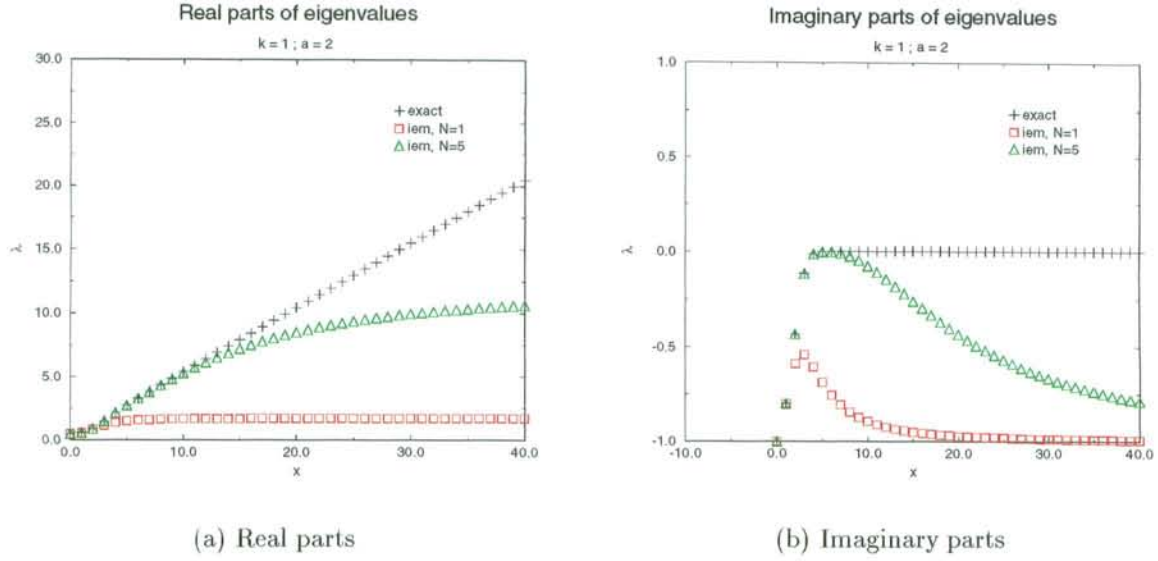 Real parts of eigenvalues
k = 1 ; a = 2
30.0
25.0
20.0
15.0
10.0
5.0
0.0
λ
exact
iem, N=1
iem, N=5
0.0
10.0
20.0
30.0
40.0
x
(a) Real parts
Imaginary parts of eigenvalues
k = 1 ; a = 2
1.0
0.5
0.0
-0.5
-1.0
λ
exact
iem, N=1
iem, N=5
-10.0
0.0
10.0
20.0
30.0
40.0
x
(b) Imaginary parts